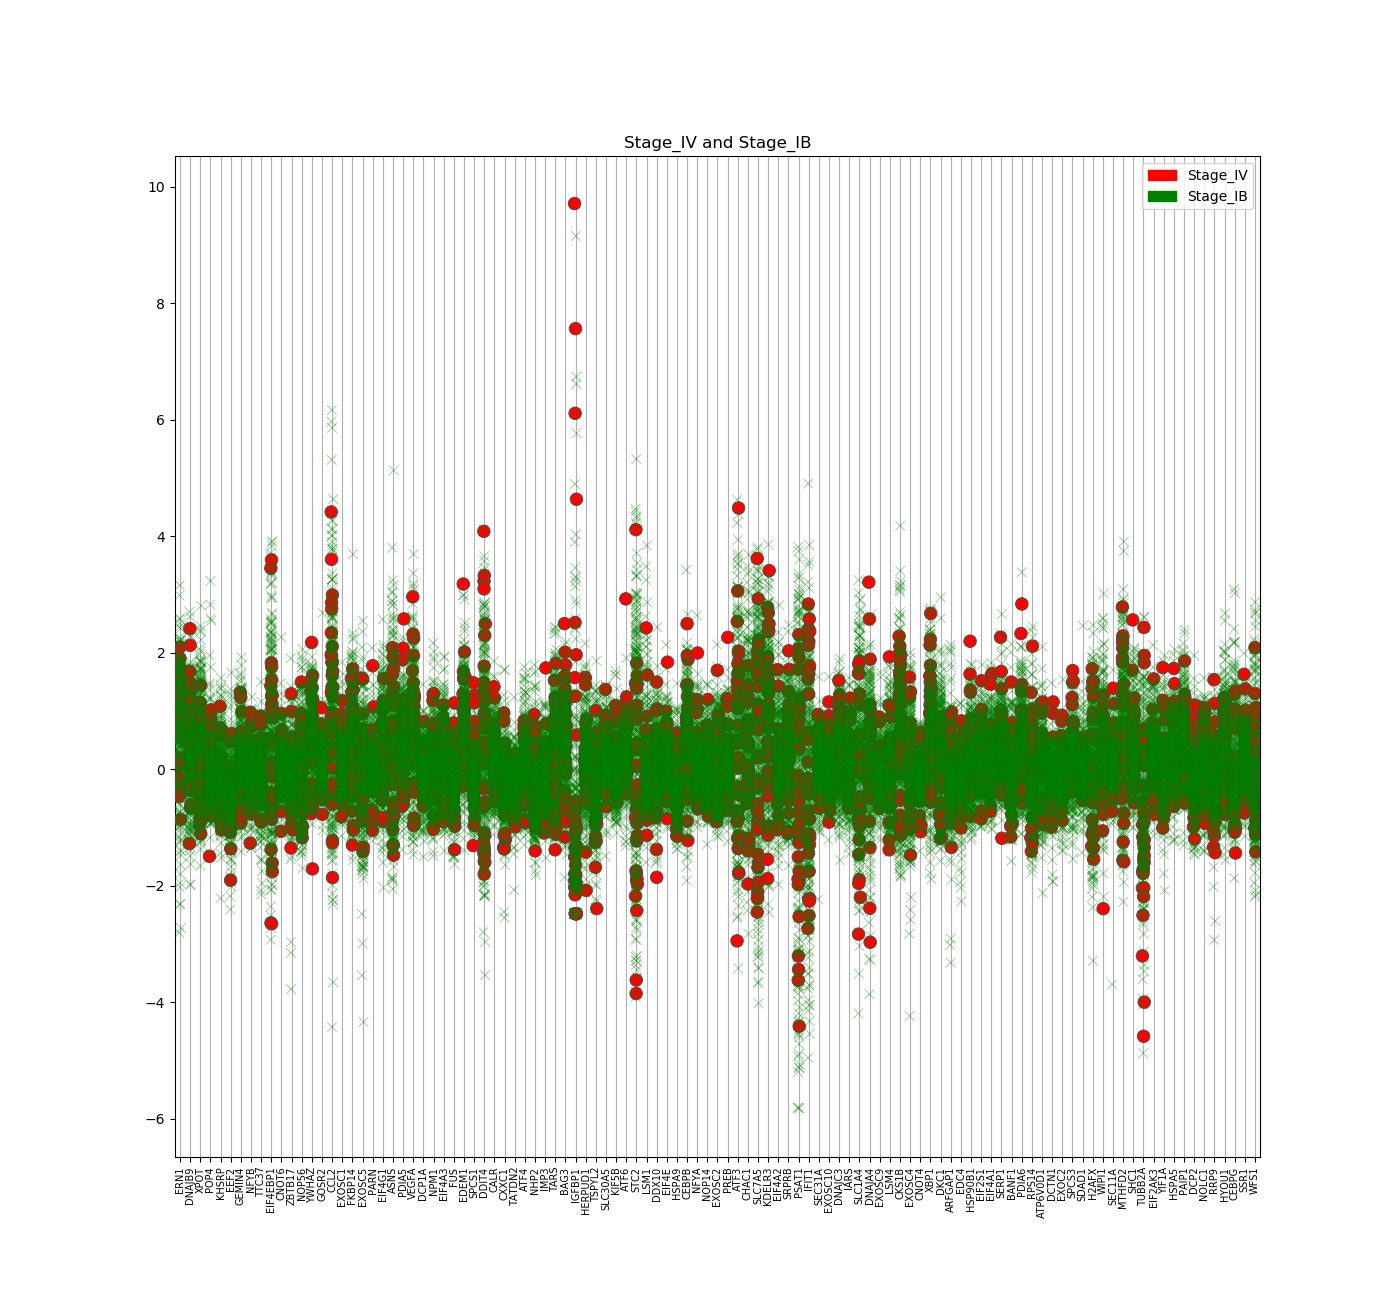 Stage_IV and Stage_IB
Stage_IV
Stage_IB
10
8
6
4
2
0
−2
−4
−6
ERN1
DNAJB9
XPOT
POP4
KHSRP
EEF2
GEMIN4
NFYB
TTC37
EIF4EBP1
CNOT6
ZBTB17
NOP56
YWHAZ
GOSR2
CCL2
EXOSC1
FKBP14
EXOSC5
PARN
EIF4G1
ASNS
PDIA5
VEGFA
DCP1A
NPM1
EIF4A3
FUS
EDEM1
SPCS1
DDIT4
CALR
CXXC1
TATDN2
ATF4
NHP2
IMP3
TARS
BAG3
IGFBP1
HERPUD1
TSPYL2
SLC30A5
KIF5B
ATF6
STC2
LSM1
DDX10
EIF4E
HSPA9
CEBPB
NFYA
NOP14
EXOSC2
PREB
ATF3
CHAC1
SLC7A5
KDELR3
EIF4A2
SRPRB
PSAT1
IFIT1
SEC31A
EXOSC10
DNAJC3
IARS
SLC1A4
DNAJA4
EXOSC9
LSM4
CKS1B
EXOSC4
CNOT4
XBP1
DKC1
ARFGAP1
EDC4
HSP90B1
EIF2S1
EIF4A1
SERP1
BANF1
PDIA6
RPS14
ATP6V0D1
DCTN1
EXOC2
SPCS3
SDAD1
H2AFX
WIPI1
SEC11A
MTHFD2
SHC1
TUBB2A
EIF2AK3
YIF1A
HSPA5
PAIP1
DCP2
NOLC1
RRP9
HYOU1
CEBPG
SSR1
WFS1